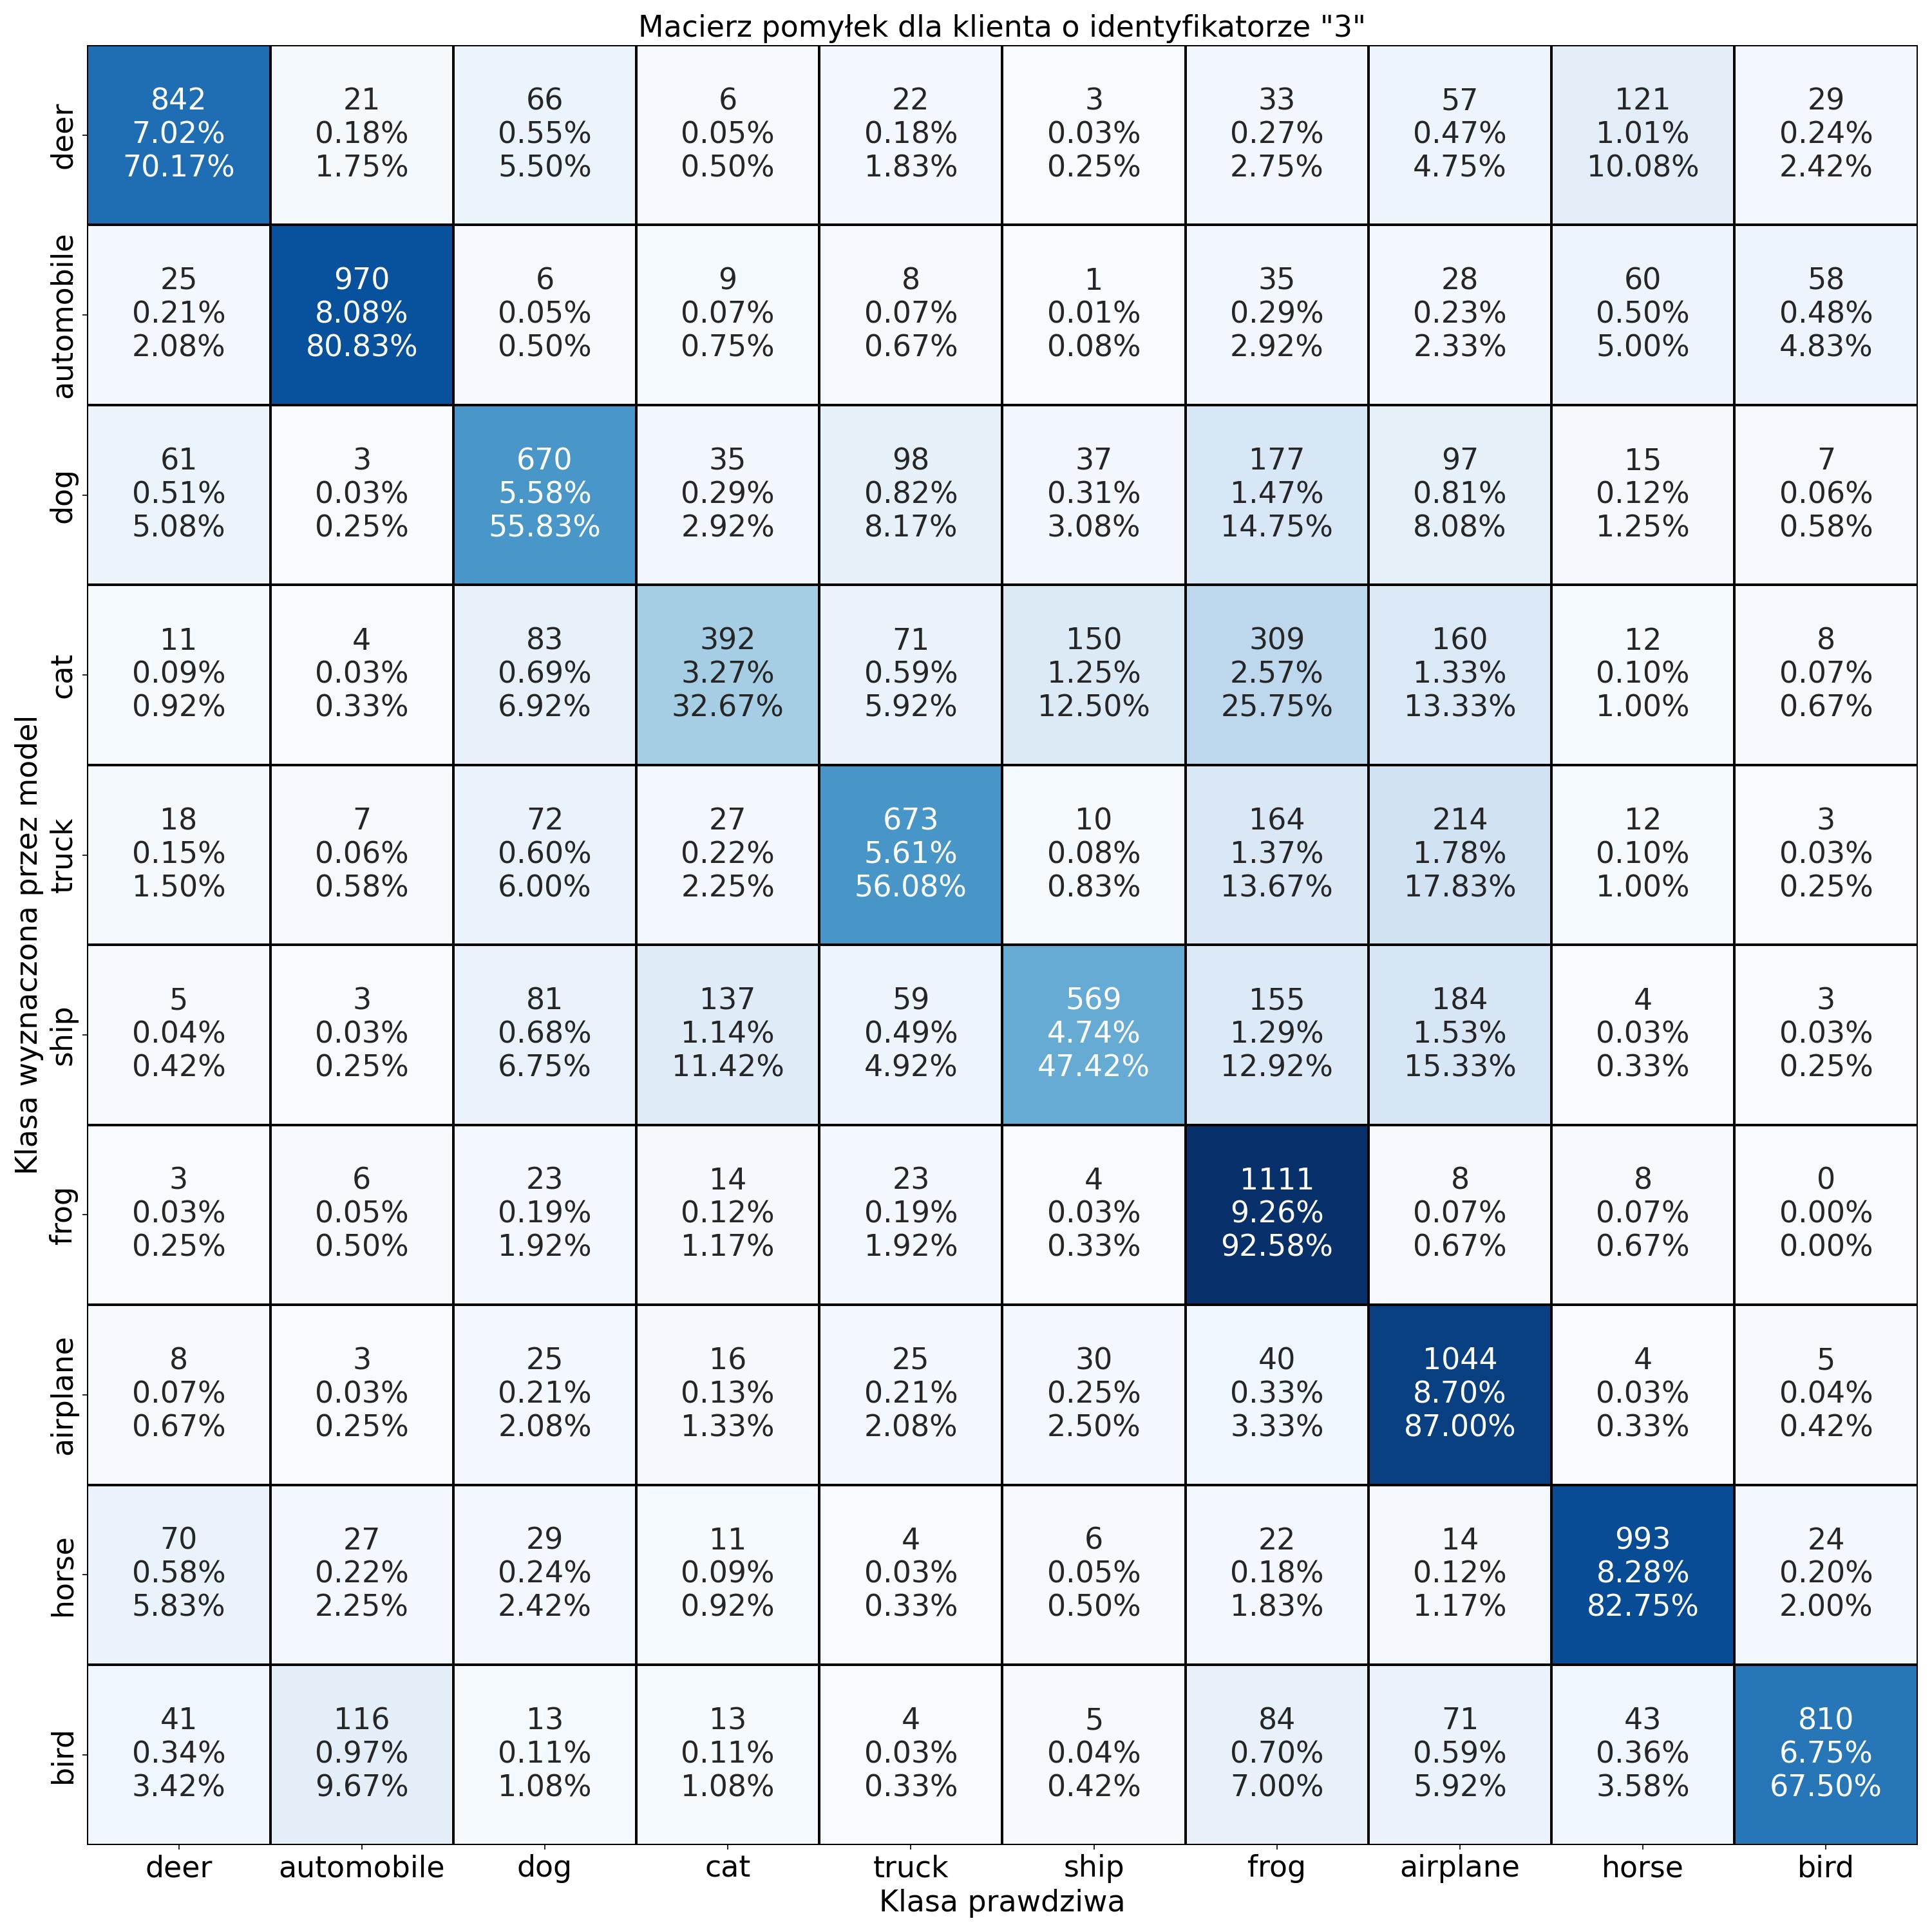 Macierz pomyłek dla klienta o identyfikatorze "3"
Klasa wyznaczona przez model
deer
842 21 66 6 22 3 33 57 121 29
7.02% 0.18% 0.55% 0.05% 0.18% 0.03% 0.27% 0.47% 1.01% 0.24%
70.17% 1.75% 5.50% 0.50% 1.83% 0.25% 2.75% 4.75% 10.08% 2.42%
automobile
25 970 6 9 8 1 35 28 60 58
0.21% 8.08% 0.05% 0.07% 0.07% 0.01% 0.29% 0.23% 0.50% 0.48%
2.08% 80.83% 0.50% 0.75% 0.67% 0.08% 2.92% 2.33% 5.00% 4.83%
dog
61 3 670 35 98 37 177 97 15 7
0.51% 0.03% 5.58% 0.29% 0.82% 0.31% 1.47% 0.81% 0.12% 0.06%
5.08% 0.25% 55.83% 2.92% 8.17% 3.08% 14.75% 8.08% 1.25% 0.58%
cat
11 4 83 392 71 150 309 160 12 8
0.09% 0.03% 0.69% 3.27% 0.59% 1.25% 2.57% 1.33% 0.10% 0.07%
0.92% 0.33% 6.92% 32.67% 5.92% 12.50% 25.75% 13.33% 1.00% 0.67%
truck
18 7 72 27 673 10 164 214 12 3
0.15% 0.06% 0.60% 0.22% 5.61% 0.08% 1.37% 1.78% 0.10% 0.03%
1.50% 0.58% 6.00% 2.25% 56.08% 0.83% 13.67% 17.83% 1.00% 0.25%
ship
5 3 81 137 59 569 155 184 4 3
0.04% 0.03% 0.68% 1.14% 0.49% 4.74% 1.29% 1.53% 0.03% 0.03%
0.42% 0.25% 6.75% 11.42% 4.92% 47.42% 12.92% 15.33% 0.33% 0.25%
frog
3 6 23 14 23 4 1111 8 8 0
0.03% 0.05% 0.19% 0.12% 0.19% 0.03% 9.26% 0.07% 0.07% 0.00%
0.25% 0.50% 1.92% 1.17% 1.92% 0.33% 92.58% 0.67% 0.67% 0.00%
airplane
8 3 25 16 25 30 40 1044 4 5
0.07% 0.03% 0.21% 0.13% 0.21% 0.25% 0.33% 8.70% 0.03% 0.04%
0.67% 0.25% 2.08% 1.33% 2.08% 2.50% 3.33% 87.00% 0.33% 0.42%
horse
70 27 29 11 4 6 22 14 993 24
0.58% 0.22% 0.24% 0.09% 0.03% 0.05% 0.18% 0.12% 8.28% 0.20%
5.83% 2.25% 2.42% 0.92% 0.33% 0.50% 1.83% 1.17% 82.75% 2.00%
bird
41 116 13 13 4 5 84 71 43 810
0.34% 0.97% 0.11% 0.11% 0.03% 0.04% 0.70% 0.59% 0.36% 6.75%
3.42% 9.67% 1.08% 1.08% 0.33% 0.42% 7.00% 5.92% 3.58% 67.50%
deer automobile dog cat truck ship frog airplane horse bird
Klasa prawdziwa